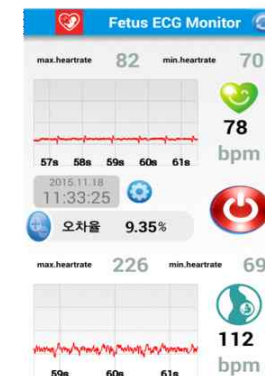 Fetus ECG Monitor
max.heartrate 82 min.heartrate 70
78
bpm
57s 58s 59s 60s 61s
2015.11.18
11:33:25
오차율 9.35%
max.heartrate 226 min.heartrate 69
112
bpm
59s 60s 61s